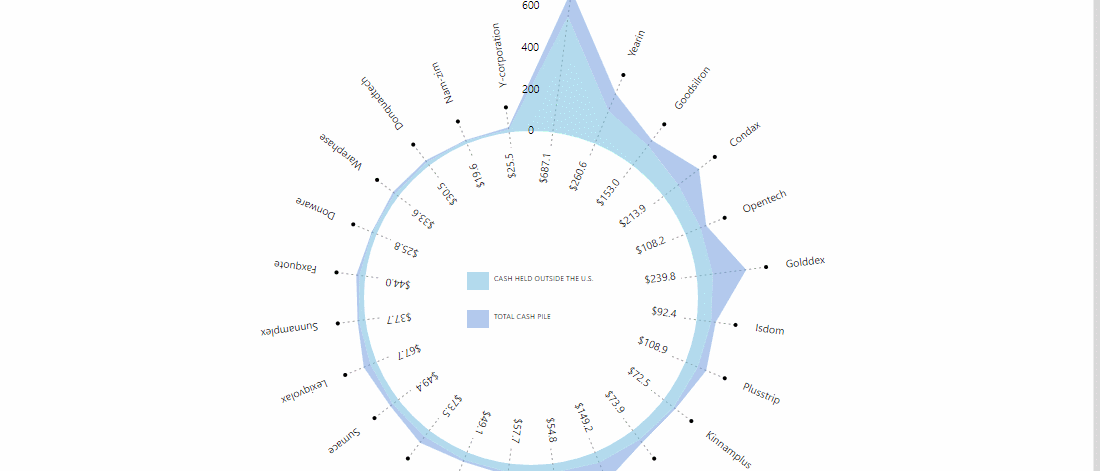 600
400
200
0
Yearin
GoodsIron
Condax
Opentech
Golddex
Isdom
Plusstrip
Kinnamplus
Sumace
Lexiqvolax
Sunnamplex
Faxquote
Donware
Warephase
Donquadtech
Nam-zim
Y-corporation
$687.1
$260.6
$153.0
$213.9
$108.2
$239.8
$92.4
$108.9
$72.5
$73.9
$149.2
$54.8
$57.7
$49.1
$73.5
$49.4
$67.7
$37.7
$44.0
$25.8
$33.6
$30.5
$19.6
$25.5
CASH HELD OUTSIDE THE U.S.
TOTAL CASH PILE